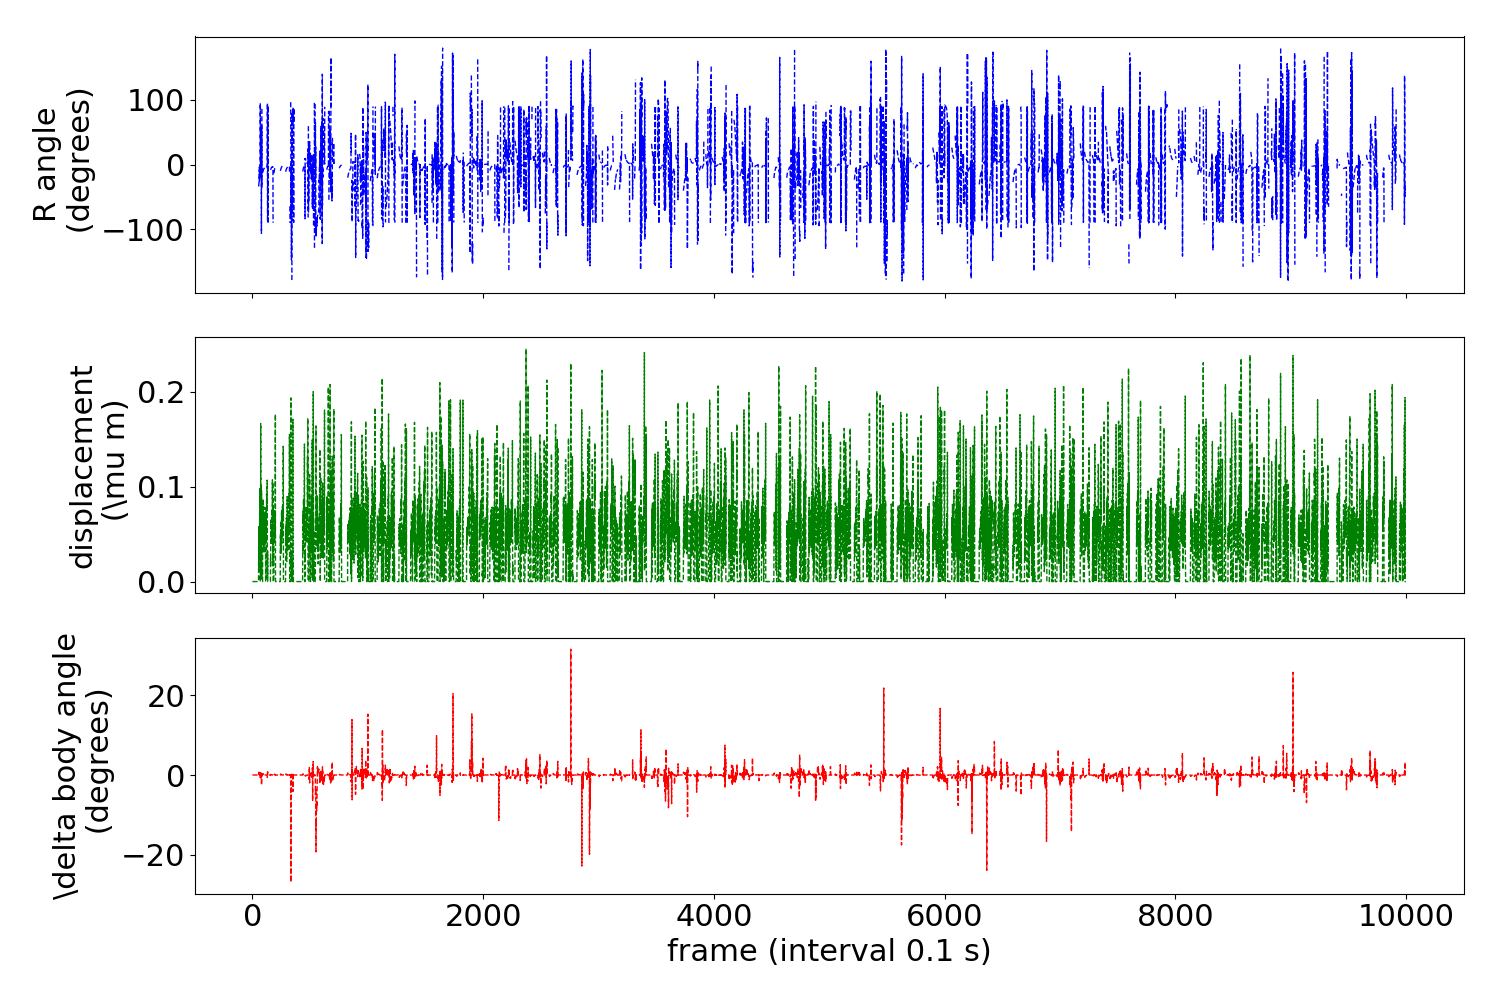 R angle
(degrees)
100
0
−100
displacement
(\mu m)
0.2
0.1
0.0
\delta body angle
(degrees)
20
0
−20
0 2000 4000 6000 8000 10000
frame (interval 0.1 s)